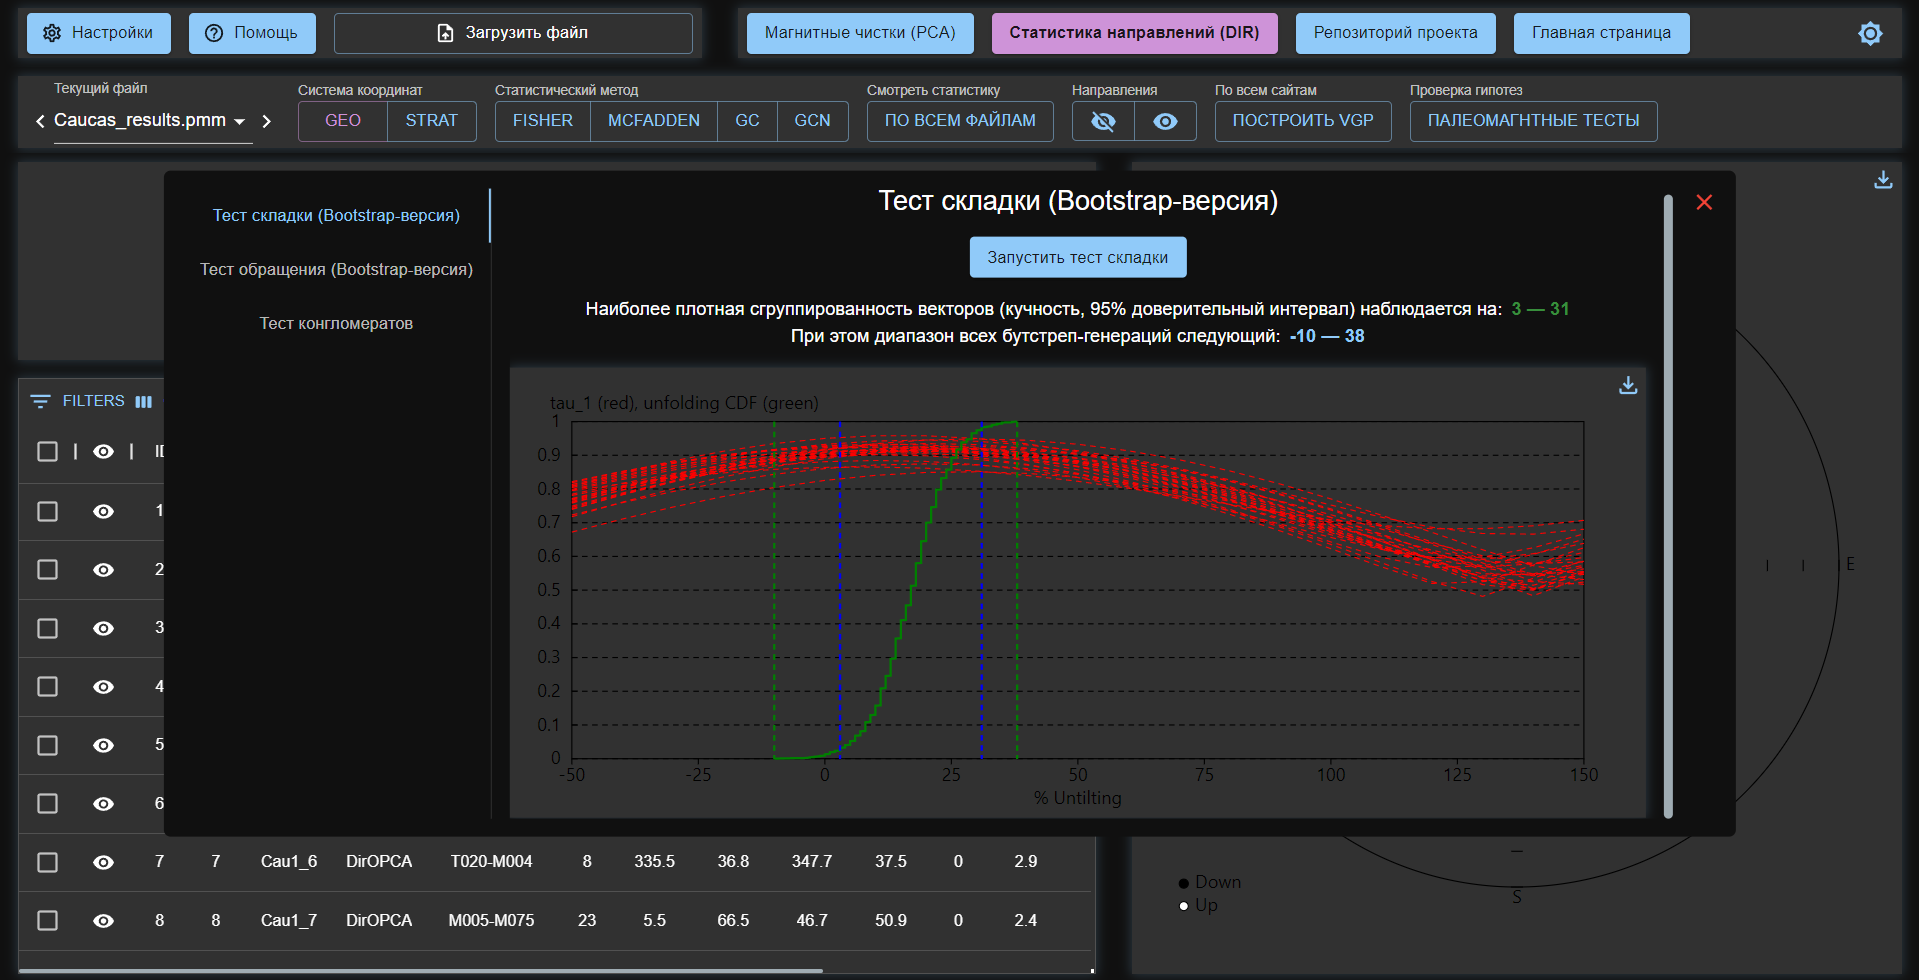 Настройки
Помощь
Загрузить файл
Магнитные чистки (PCA)
Статистика направлений (DIR)
Репозиторий проекта
Главная страница
Текущий файл
Система координат
Статистический метод
Смотреть статистику
Направления
По всем сайтам
Проверка гипотез
Caucas_results.pmm
GEO
STRAT
FISHER
MCFADDEN
GC
GCN
ПО ВСЕМ ФАЙЛАМ
ПОСТРОИТЬ VGP
ПАЛЕОМАГНТНЫЕ ТЕСТЫ
Тест складки (Bootstrap-версия)
Тест обращения (Bootstrap-версия)
Тест конгломератов
Тест складки (Bootstrap-версия)
Запустить тест складки
Наиболее плотная сгруппированность векторов (кучность, 95% доверительный интервал) наблюдается на: 3 — 31
При этом диапазон всех бутстреп-генераций следующий: -10 — 38
tau_1 (red), unfolding CDF (green)
1
0.9
0.8
0.7
0.6
0.5
0.4
0.3
0.2
0.1
0
-50 -25 0 25 50 75 100 125 150
% Untilting
FILTERS
1
2
3
4
5
6
7 7 Cau1_6 DirOPCA T020-M004 8 335.5 36.8 347.7 37.5 0 2.9
8 8 Cau1_7 DirOPCA M005-M075 23 5.5 66.5 46.7 50.9 0 2.4
E
S
Down
Up